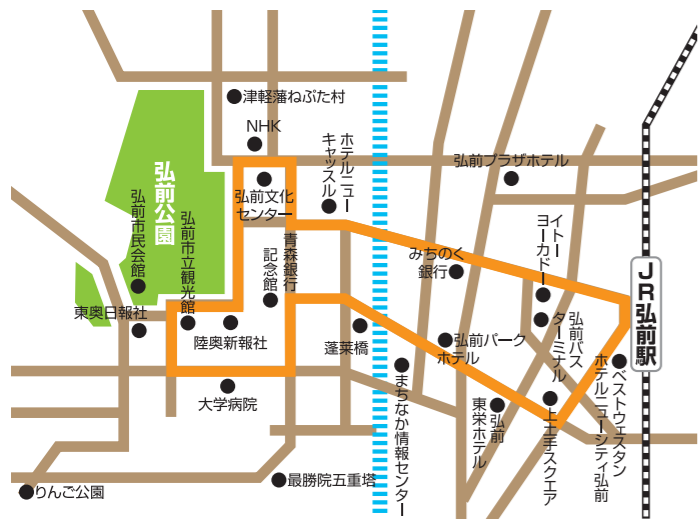 津軽藩ねぷた村
NHK
弘前公園
弘前市民会館
弘前市立観光館
弘前文化
センター
ホテルニュー
キャッスル
弘前プラザホテル
青森銀行
記念館
みちのく
銀行
イトー
ヨーカドー
JR弘前駅
東奥日報社
陸奥新報社
蓬莱橋
弘前パーク
ホテル
弘前バス
ターミナル
大学病院
まちなか情報センター
弘前
東栄ホテル
上土手スクエア
ベストウェスタン
ホテルニューシティ弘前
最勝院五重塔
りんご公園